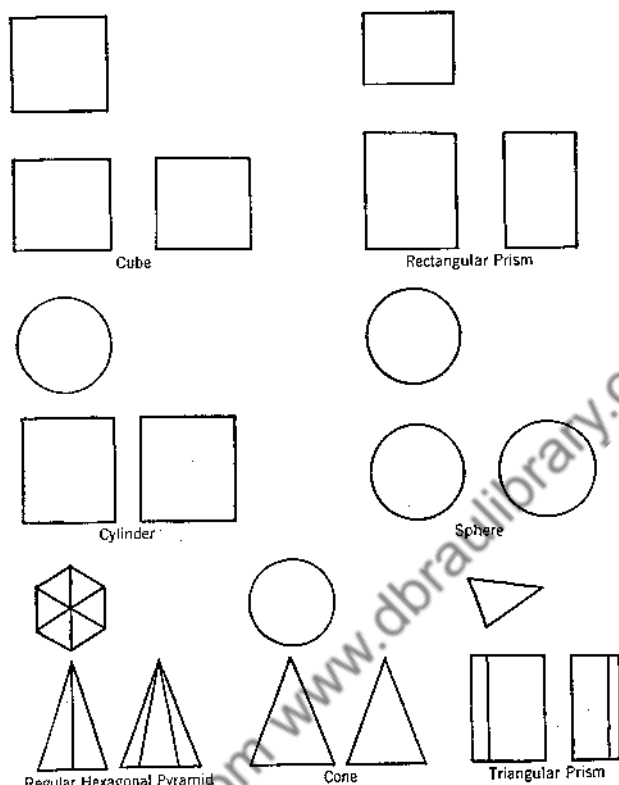 Cube
Rectangular Prism
Cylinder
Sphere
Regular Hexagonal Pyramid
Cone
Triangular Prism
www.dbraulibrary.o